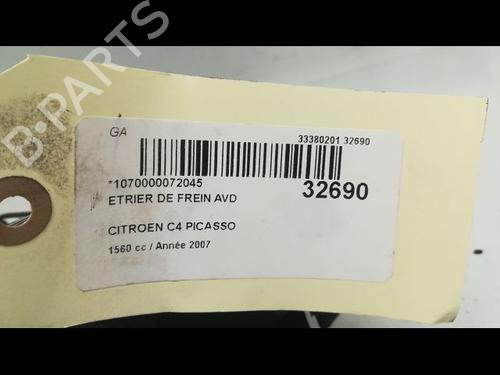 B-PARTS
GA
33380201 32690
*1070000072045
32690
ETRIER DE FREIN AVD
CITROEN C4 PICASSO
1560 cc / Année 2007